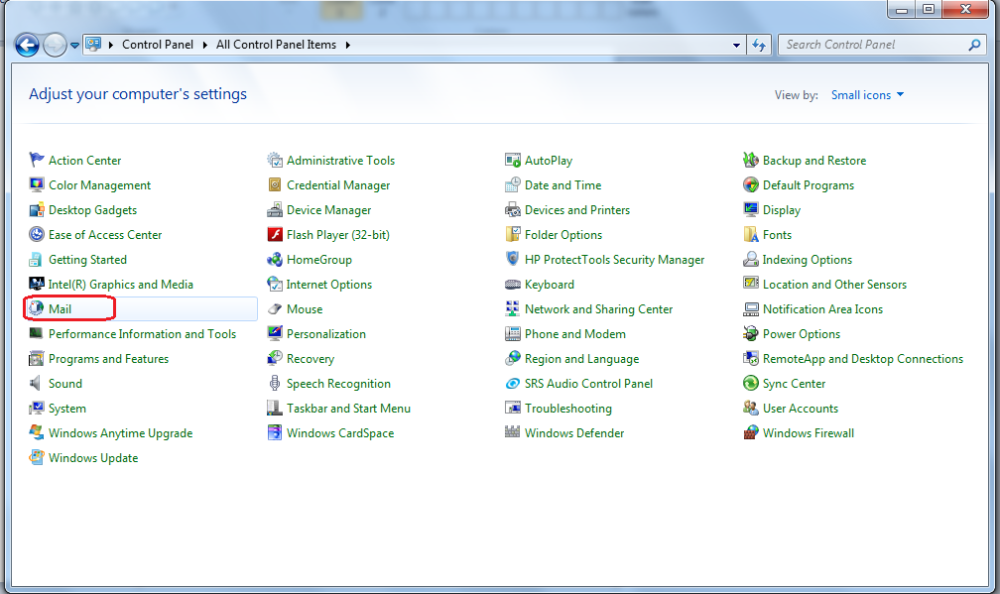 Control Panel All Control Panel Items Search Control Panel
Adjust your computer's settings View by: Small icons
Action Center Administrative Tools AutoPlay Backup and Restore
Color Management Credential Manager Date and Time Default Programs
Desktop Gadgets Device Manager Devices and Printers Display
Ease of Access Center Flash Player (32-bit) Folder Options Fonts
Getting Started HomeGroup HP ProtectTools Security Manager Indexing Options
Intel(R) Graphics and Media Internet Options Keyboard Location and Other Sensors
Mail Mouse Network and Sharing Center Notification Area Icons
Performance Information and Tools Personalization Phone and Modem Power Options
Programs and Features Recovery Region and Language RemoteApp and Desktop Connections
Sound Speech Recognition SRS Audio Control Panel Sync Center
System Taskbar and Start Menu Troubleshooting User Accounts
Windows Anytime Upgrade Windows CardSpace Windows Defender Windows Firewall
Windows Update